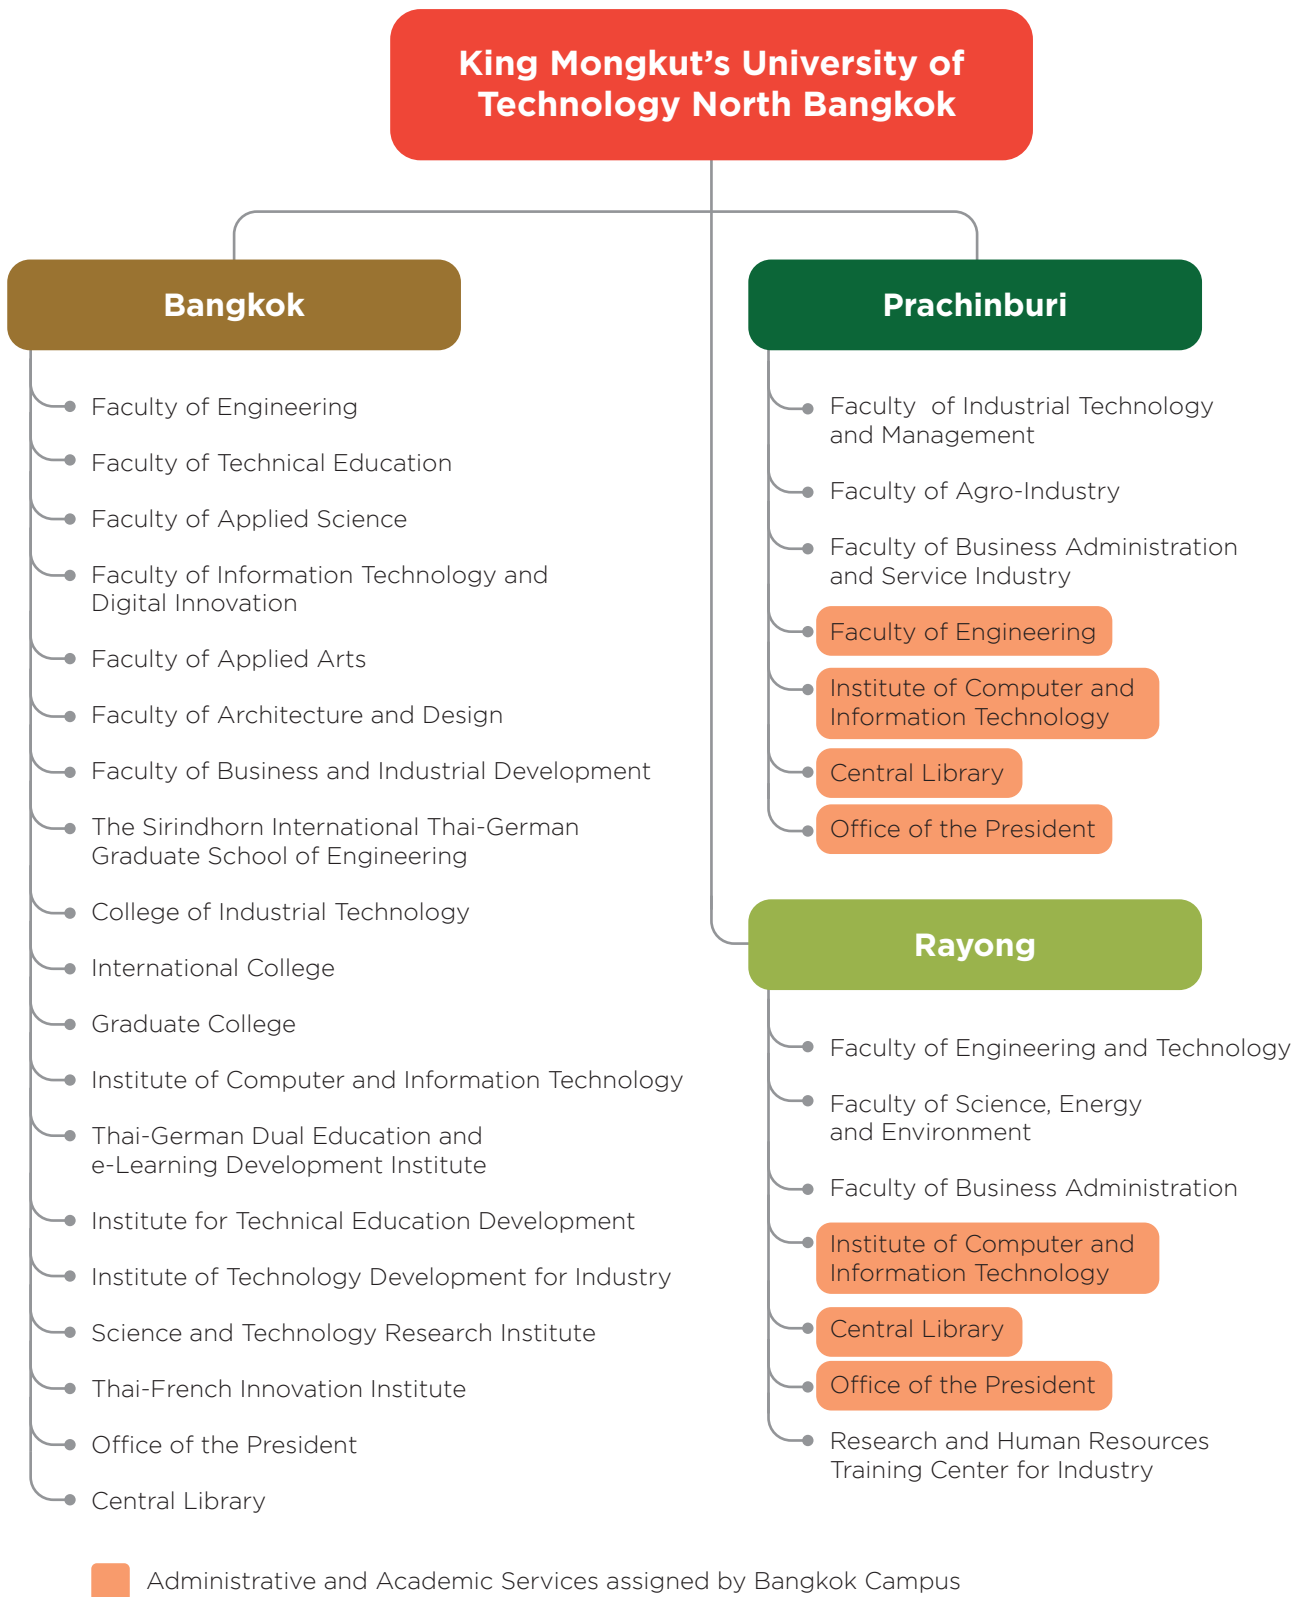 King Mongkut’s University of
Technology North Bangkok
Bangkok
Faculty of Engineering
Faculty of Technical Education
Faculty of Applied Science
Faculty of Information Technology and
Digital Innovation
Faculty of Applied Arts
Faculty of Architecture and Design
Faculty of Business and Industrial Development
The Sirindhorn International Thai-German
Graduate School of Engineering
College of Industrial Technology
International College
Graduate College
Institute of Computer and Information Technology
Thai-German Dual Education and
e-Learning Development Institute
Institute for Technical Education Development
Institute of Technology Development for Industry
Science and Technology Research Institute
Thai-French Innovation Institute
Office of the President
Central Library
Prachinburi
Faculty of Industrial Technology
and Management
Faculty of Agro-Industry
Faculty of Business Administration
and Service Industry
Faculty of Engineering
Institute of Computer and
Information Technology
Central Library
Office of the President
Rayong
Faculty of Engineering and Technology
Faculty of Science, Energy
and Environment
Faculty of Business Administration
Institute of Computer and
Information Technology
Central Library
Office of the President
Research and Human Resources
Training Center for Industry
Administrative and Academic Services assigned by Bangkok Campus